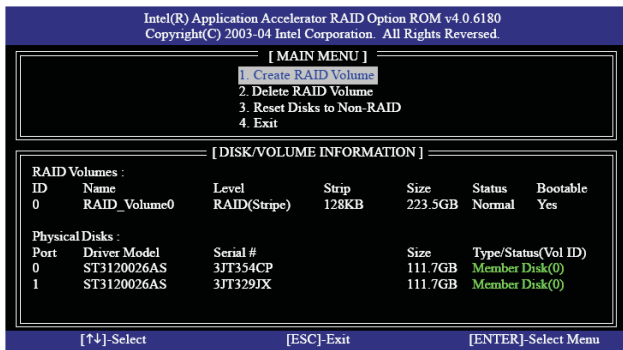 Intel(R) Application Accelerator RAID Option ROM v4.0.6180
Copyright(C) 2003-04 Intel Corporation. All Rights Reversed.
[ MAIN MENU ]
1. Create RAID Volume
2. Delete RAID Volume
3. Reset Disks to Non-RAID
4. Exit
[ DISK/VOLUME INFORMATION ]
RAID Volumes :
ID Name Level Strip Size Status Bootable
0 RAID_Volume0 RAID(Stripe) 128KB 223.5GB Normal Yes
Physical Disks :
Port Driver Model Serial # Size Type/Status(Vol ID)
0 ST3120026AS 3JT354CP 111.7GB Member Disk(0)
1 ST3120026AS 3JT329JX 111.7GB Member Disk(0)
[↑↓]-Select [ESC]-Exit [ENTER]-Select Menu